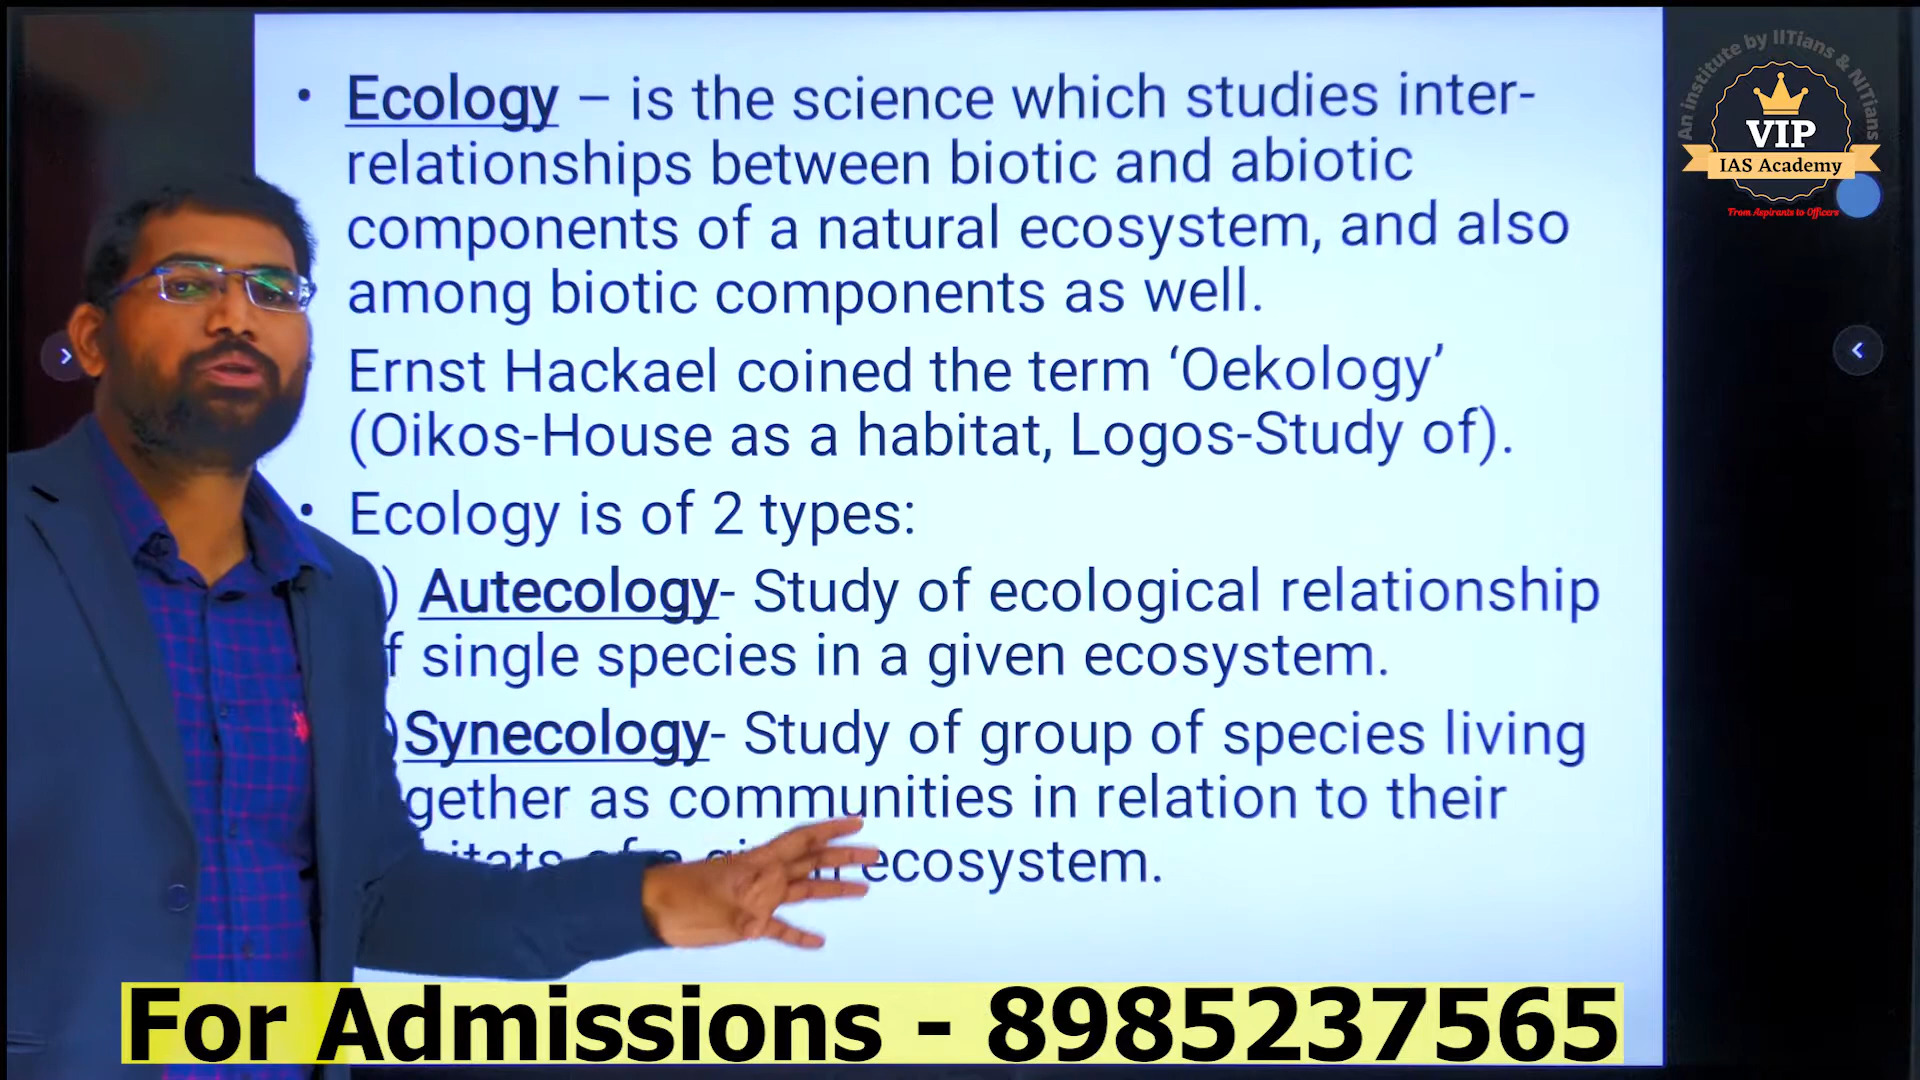 • Ecology – is the science which studies inter-
relationships between biotic and abiotic
components of a natural ecosystem, and also
among biotic components as well.
Ernst Hackael coined the term ‘Oekology’
(Oikos-House as a habitat, Logos-Study of).
• Ecology is of 2 types:
) Autecology- Study of ecological relationship
f single species in a given ecosystem.
)Synecology- Study of group of species living
gether as communities in relation to their
ecosystem.
An institute by IITians & NITians
VIP
IAS Academy
From Aspirants to Officers
For Admissions - 8985237565